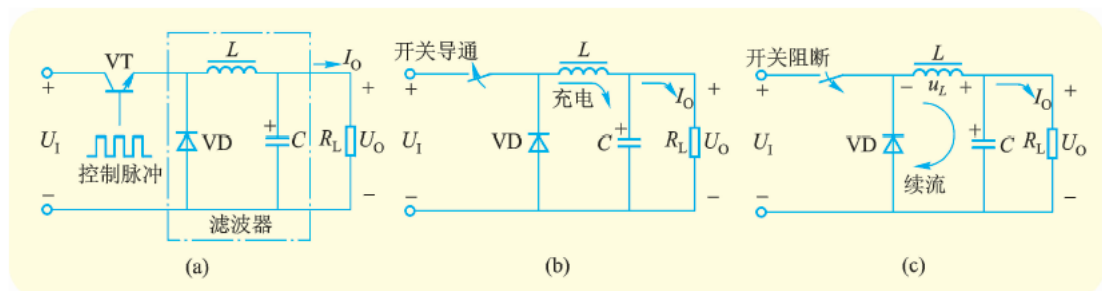 VT
L
I_O
+
+
U_I
VD
+
C
R_L
U_O
控制脉冲
−
−
滤波器
(a)
开关导通
L
+
充电
I_O
+
U_I
VD
+
C
R_L
U_O
−
−
(b)
开关阻断
L
+
− u_L +
I_O
+
U_I
VD
+
C
R_L
U_O
续流
−
−
(c)